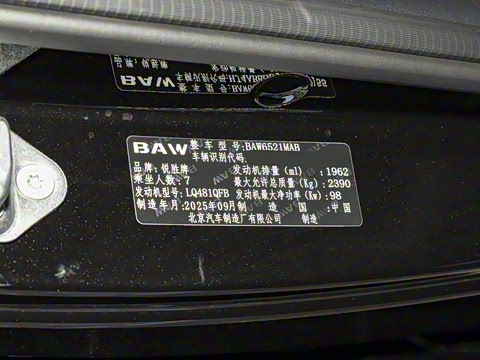 BAW 整车型号:BAW6521MAB
车辆识别代码:
品牌:锐胜牌 发动机排量(ml):1962
乘坐人数:7 最大允许总质量(Kg):2390
发动机型号:LQ481QFB 发动机最大净功率(Kw):98
制造年月:2025年09月 制造国:中国
北京汽车制造厂有限公司